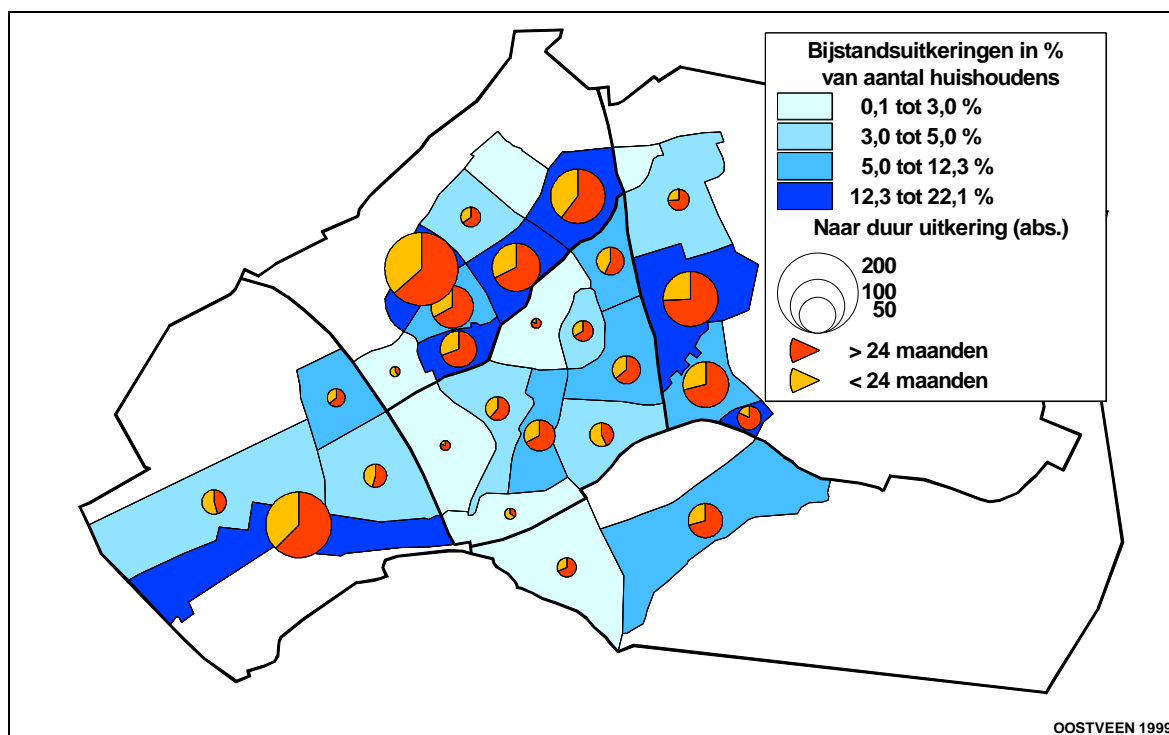 Bijstandsuitkeringen in %
van aantal huishoudens
0,1 tot 3,0 %
3,0 tot 5,0 %
5,0 tot 12,3 %
12,3 tot 22,1 %
Naar duur uitkering (abs.)
200
100
50
> 24 maanden
< 24 maanden
OOSTVEEN 1999